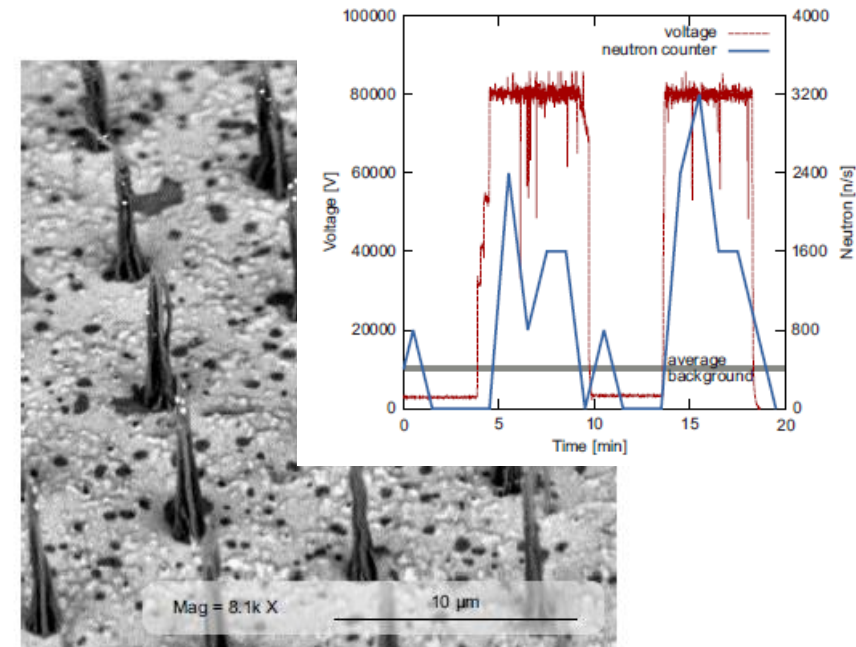 100000
80000
60000
40000
20000
0
Voltage [V]
voltage
neutron counter
average
background
4000
3200
2400
1600
800
0
Neutron [n/s]
0
5
10
15
20
Time [min]
Mag = 8.1k X
10 µm